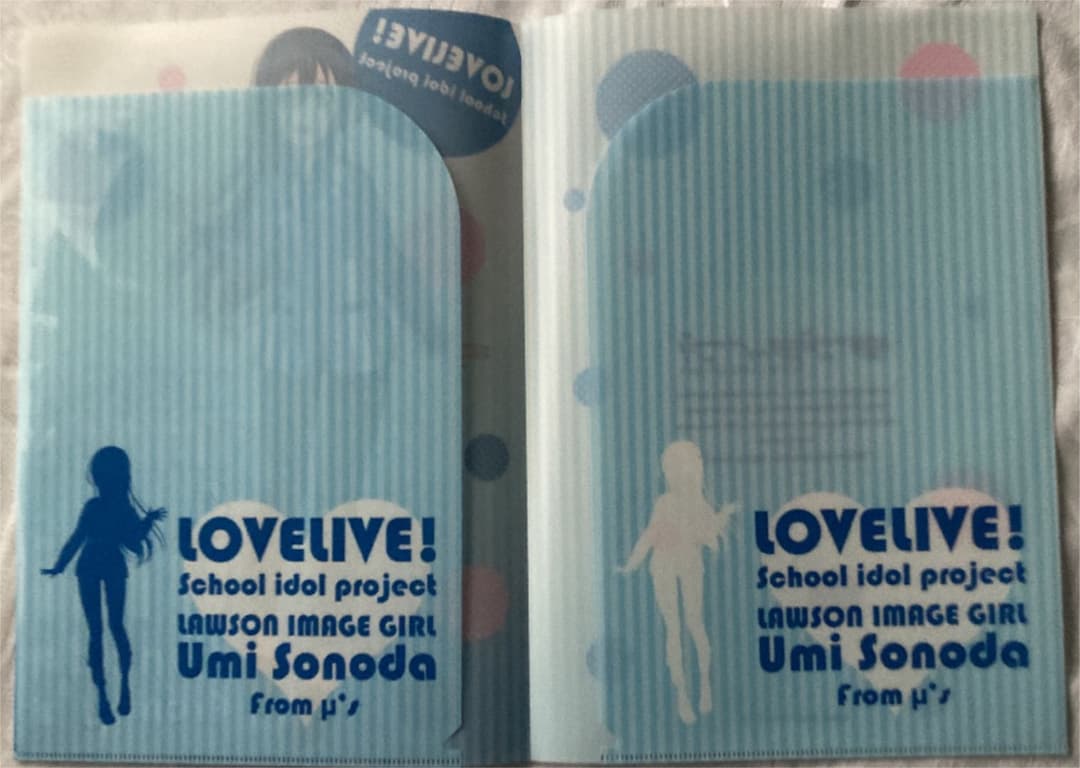 LOVELIVE!
School idol project
LOVELIVE!
School idol project
LAWSON IMAGE GIRL
Umi Sonoda
From μ's
LOVELIVE!
School idol project
LAWSON IMAGE GIRL
Umi Sonoda
From μ's